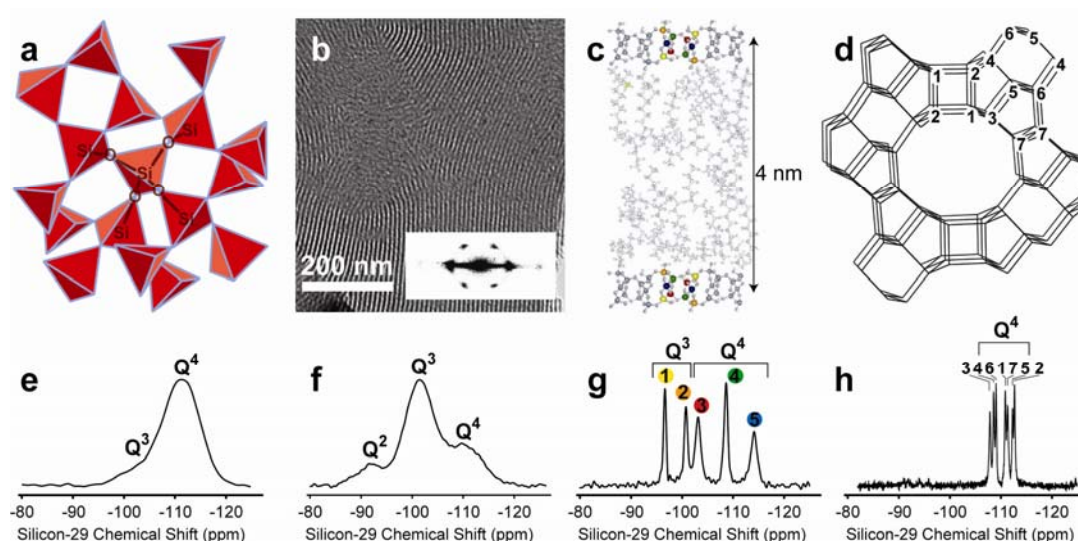 a
Si
Si
Si
Si
Si
b
200 nm
c
4 nm
d
6
5
4
4
1
2
5
6
2
1
3
7
7
e
Q3
Q4
-80 -90 -100 -110 -120
Silicon-29 Chemical Shift (ppm)
f
Q2
Q3
Q4
-80 -90 -100 -110 -120
Silicon-29 Chemical Shift (ppm)
g
Q3 Q4
1
2
3
4
5
-80 -90 -100 -110 -120
Silicon-29 Chemical Shift (ppm)
h
Q4
3 4 6 1 7 5 2
-80 -90 -100 -110 -120
Silicon-29 Chemical Shift (ppm)